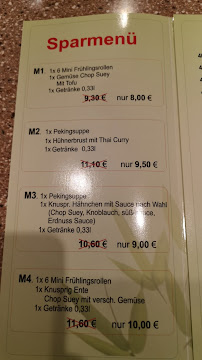 Sparmenü
M1. 1x 6 Mini Frühlingsrollen
1x Gemüse Chop Suey
Mit Tofu
1x Getränke 0,33l
9,30 € nur 8,00 €
M2. 1x Pekingsuppe
1x Hühnerbrust mit Thai Curry
1x Getränke 0,33l
11,10 € nur 9,50 €
M3. 1x Pekingsuppe
1x Knuspr. Hähnchen mit Sauce nach Wahl
(Chop Suey, Knoblauch, süß-sauce,
Erdnuss Sauce)
1x Getränke 0,33l
10,60 € nur 9,00 €
M4. 1x 6 Mini Frühlingsrollen
1x Knusprig Ente
Chop Suey mit versch. Gemüse
1x Getränke 0,33l
11,60 € nur 10,00 €